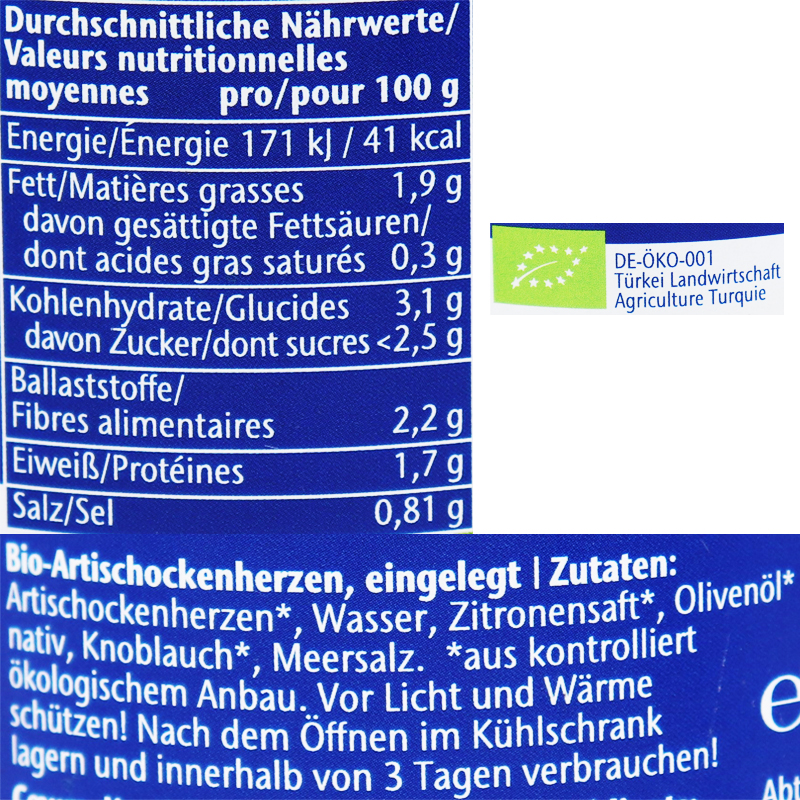 Durchschnittliche Nährwerte/
Valeurs nutritionnelles
moyennes pro/pour 100 g
Energie/Énergie 171 kJ / 41 kcal
Fett/Matières grasses 1,9 g
davon gesättigte Fettsäuren/
dont acides gras saturés 0,3 g
Kohlenhydrate/Glucides 3,1 g
davon Zucker/dont sucres <2,5 g
Ballaststoffe/
Fibres alimentaires 2,2 g
Eiweiß/Protéines 1,7 g
Salz/Sel 0,81 g
DE-ÖKO-001
Türkei Landwirtschaft
Agriculture Turquie
Bio-Artischockenherzen, eingelegt | Zutaten:
Artischockenherzen*, Wasser, Zitronensaft*, Olivenöl*
nativ, Knoblauch*, Meersalz. *aus kontrolliert
ökologischem Anbau. Vor Licht und Wärme
schützen! Nach dem Öffnen im Kühlschrank
lagern und innerhalb von 3 Tagen verbrauchen!
e
Abt